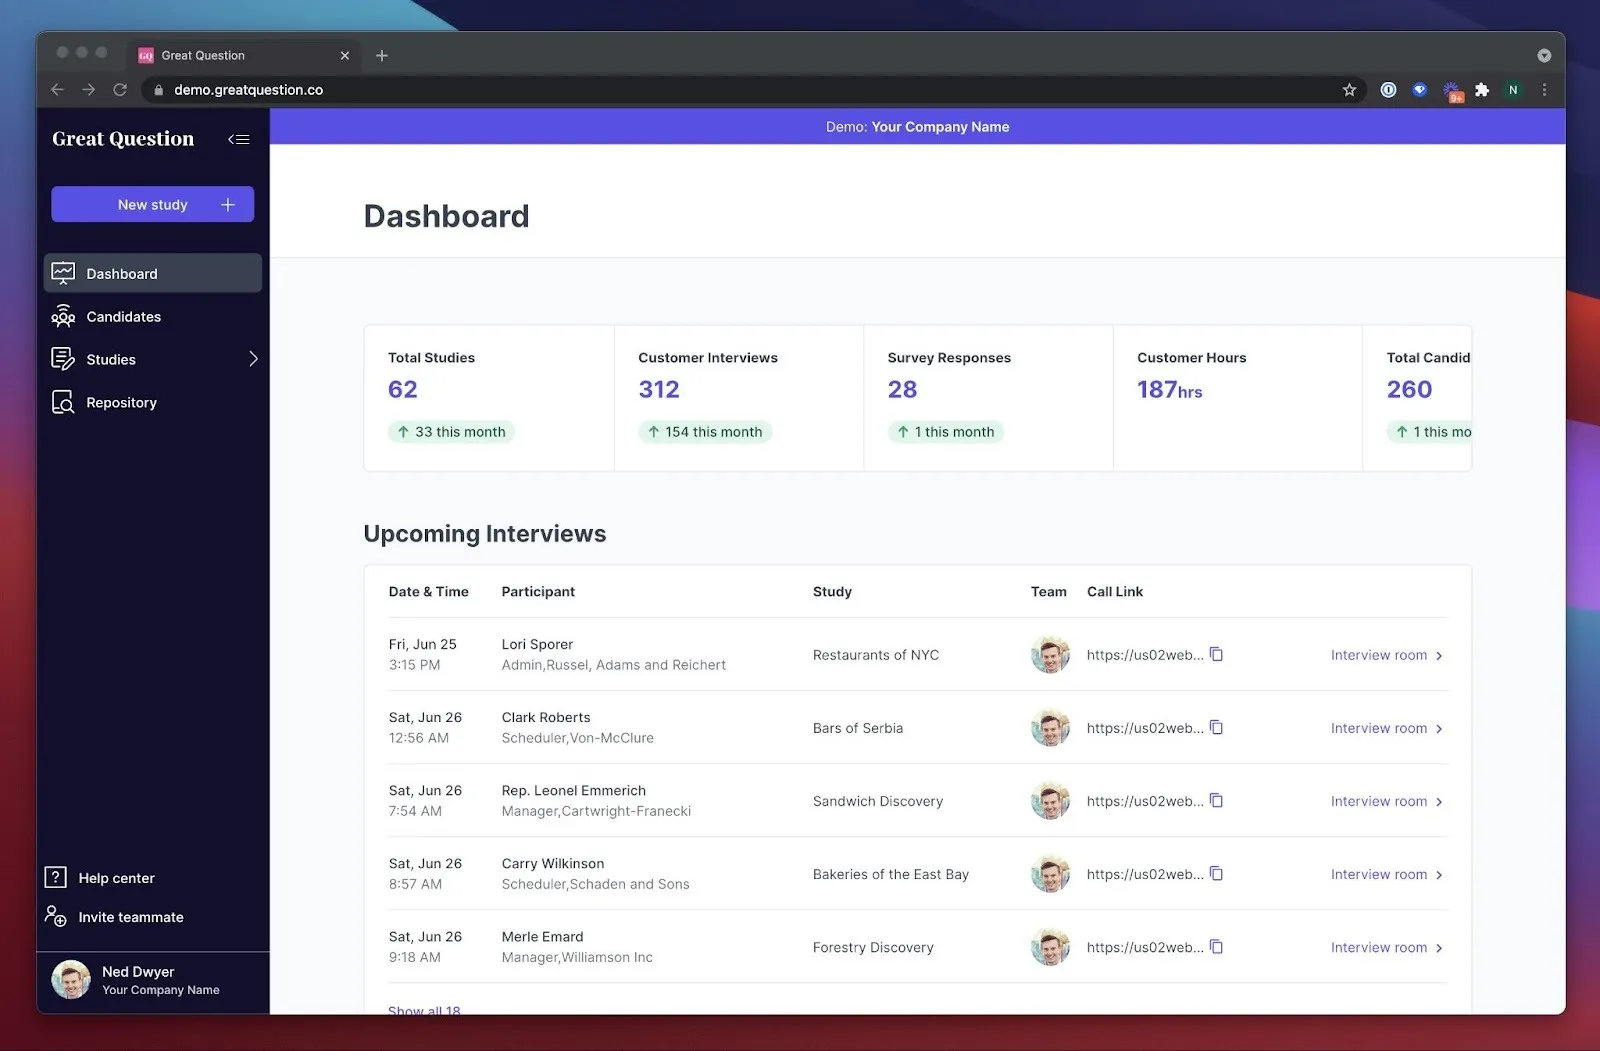 GQ Great Question
demo.greatquestion.co
9+
N
Great Question
New study
Dashboard
Candidates
Studies
Repository
Help center
Invite teammate
Ned Dwyer
Your Company Name
Demo: Your Company Name
Dashboard
Total Studies
62
33 this month
Customer Interviews
312
154 this month
Survey Responses
28
1 this month
Customer Hours
187hrs
Total Candid
260
1 this mo
Upcoming Interviews
Date & Time Participant Study Team Call Link
Fri, Jun 25 Lori Sporer
3:15 PM Admin,Russel, Adams and Reichert
Restaurants of NYC https://us02web... Interview room
Sat, Jun 26 Clark Roberts
12:56 AM Scheduler,Von-McClure
Bars of Serbia https://us02web... Interview room
Sat, Jun 26 Rep. Leonel Emmerich
7:54 AM Manager,Cartwright-Franecki
Sandwich Discovery https://us02web... Interview room
Sat, Jun 26 Carry Wilkinson
8:57 AM Scheduler,Schaden and Sons
Bakeries of the East Bay https://us02web... Interview room
Sat, Jun 26 Merle Emard
9:18 AM Manager,Williamson Inc
Forestry Discovery https://us02web... Interview room
Show all 18